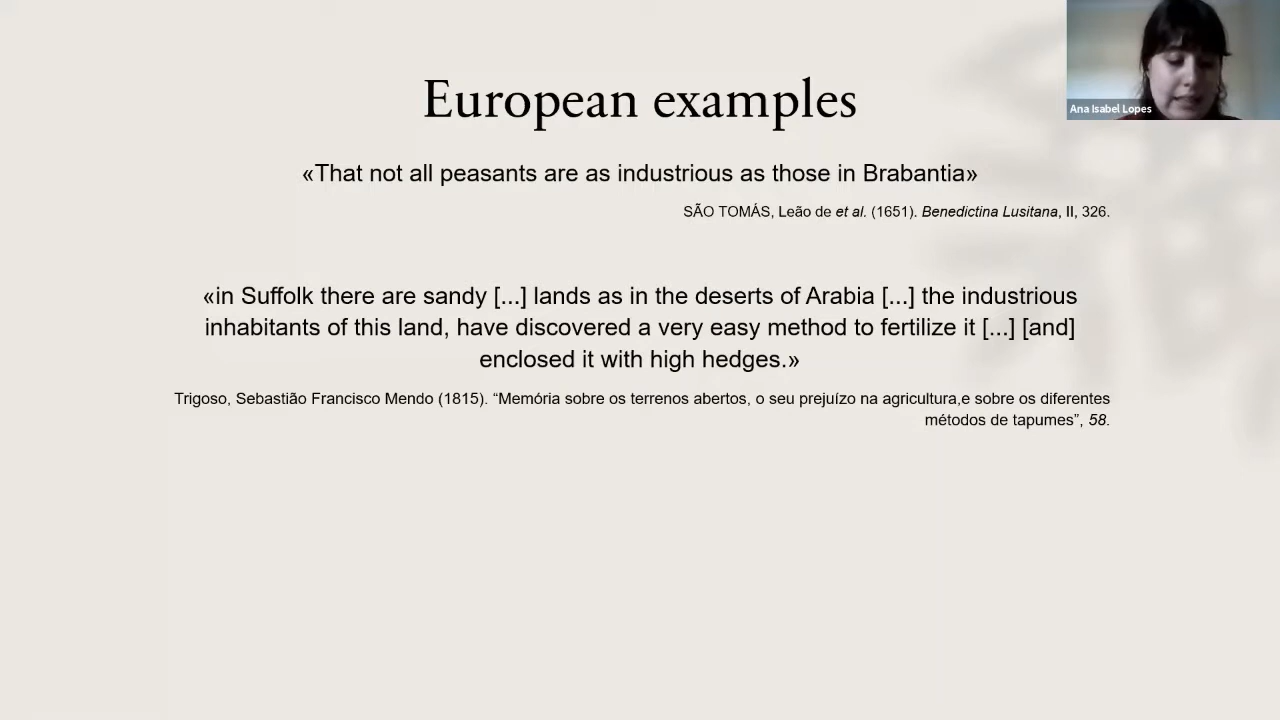 Ana Isabel Lopes
European examples
«That not all peasants are as industrious as those in Brabantia»
SÃO TOMÁS, Leão de et al. (1651). Benedictina Lusitana, II, 326.
«in Suffolk there are sandy [...] lands as in the deserts of Arabia [...] the industrious
inhabitants of this land, have discovered a very easy method to fertilize it [...] [and]
enclosed it with high hedges.»
Trigoso, Sebastião Francisco Mendo (1815). “Memória sobre os terrenos abertos, o seu prejuízo na agricultura,e sobre os diferentes
métodos de tapumes”, 58.